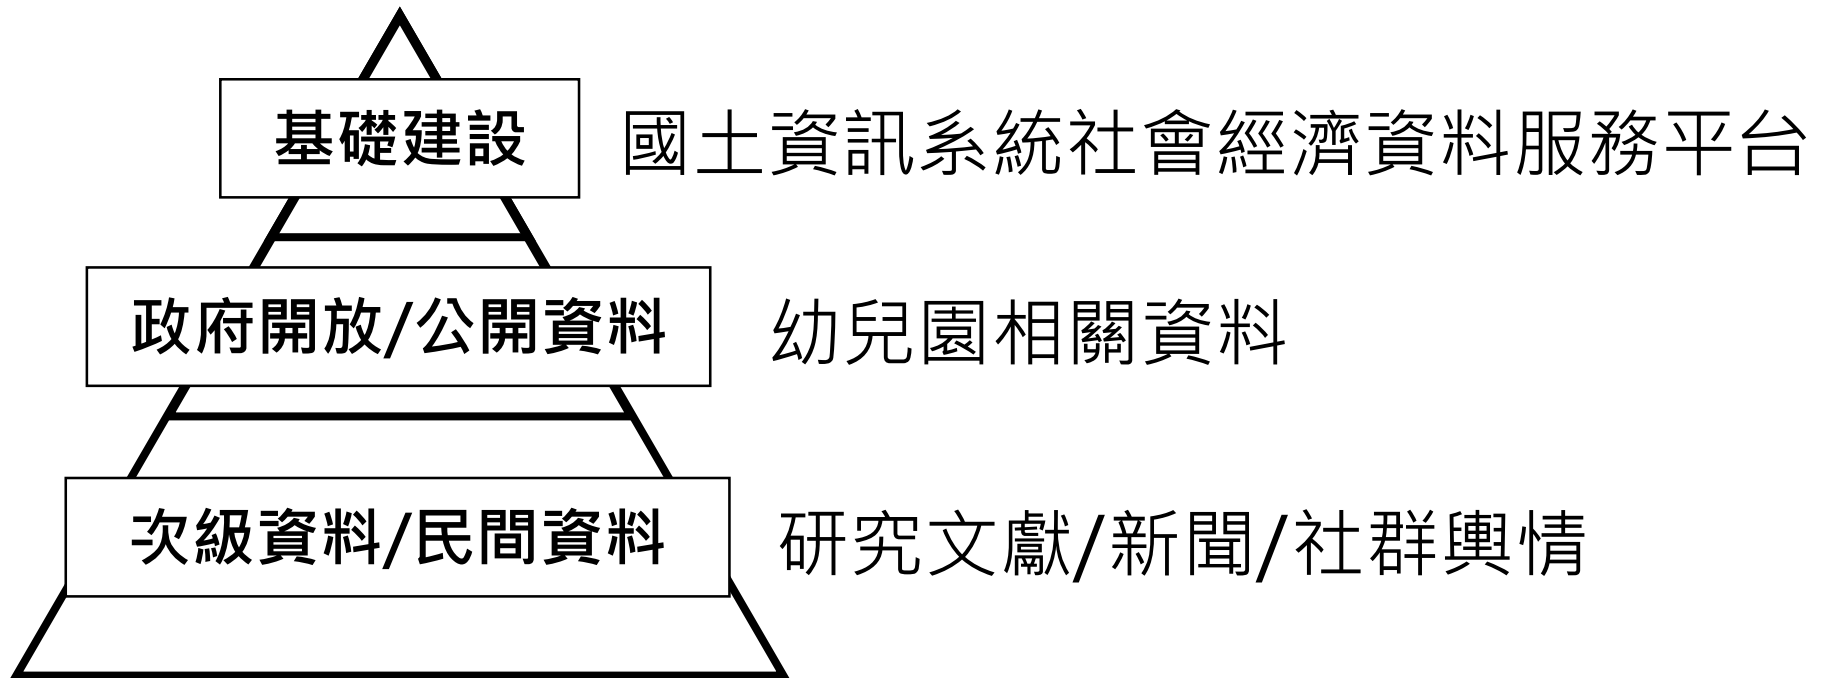 基礎建設 國土資訊系統社會經濟資料服務平台
政府開放/公開資料 幼兒園相關資料
次級資料/民間資料 研究文獻/新聞/社群輿情